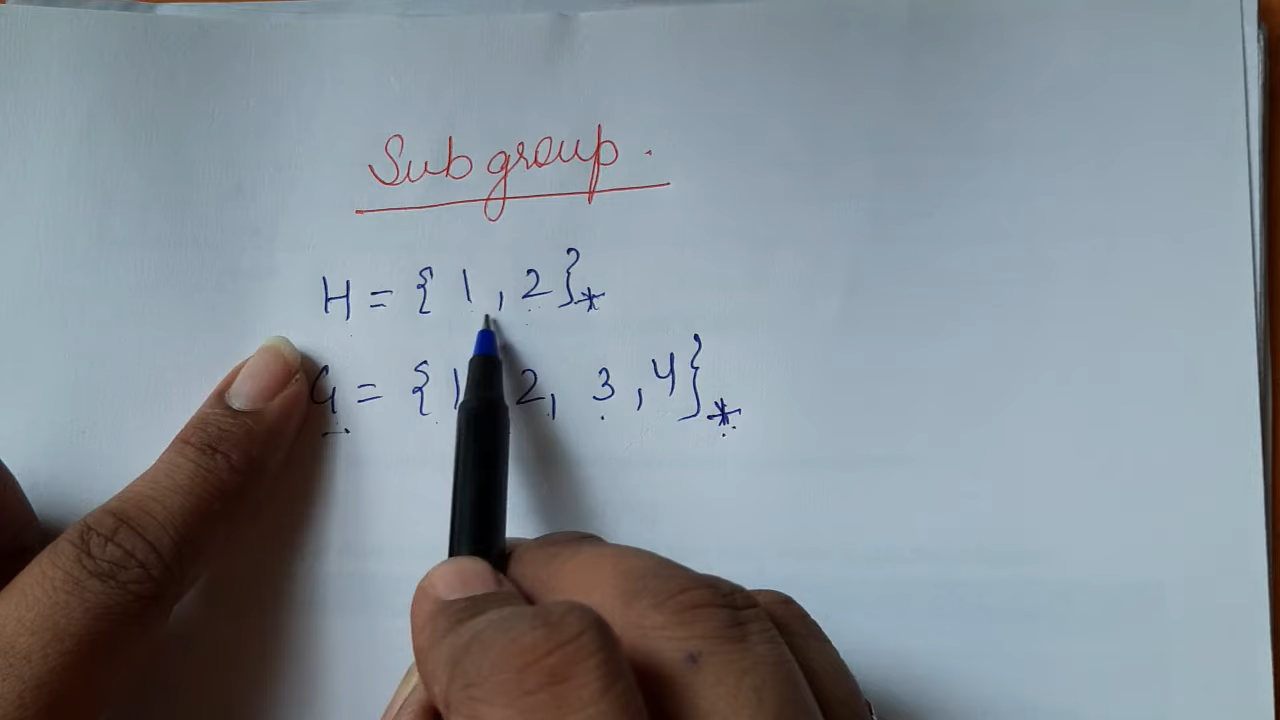 Subgroup.
H = { 1 , 2 }*
G = { 1 2, 3 , 4 }*